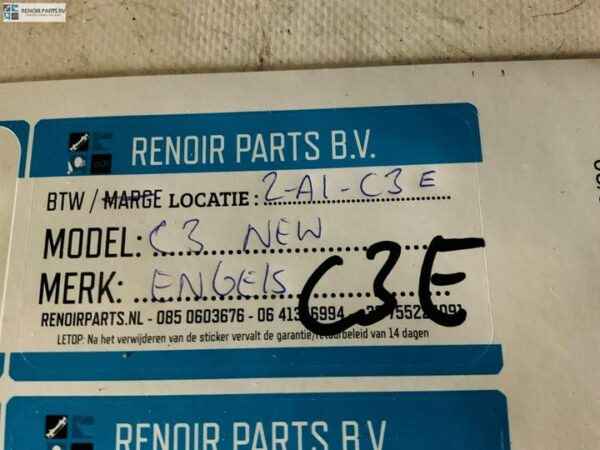 RENOIR PARTS BV
RENOIR PARTS B.V.
BTW / MARGE LOCATIE: 2-A1-C3 E
MODEL: C3 NEW
MERK: ENGELS
C3E
RENOIRPARTS.NL - 085 0603676 - 06 41
LETOP: Na het verwijderen van de sticker vervalt de garantie/retourbeleid van 14 dagen
RENOIR PARTS B.V.